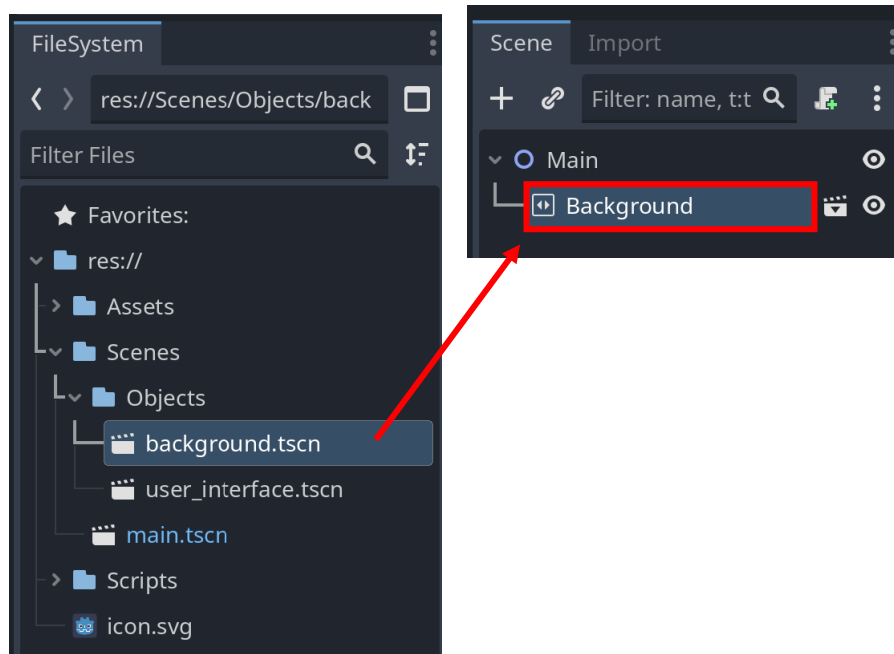 FileSystem
res://Scenes/Objects/back
Filter Files
Favorites:
res://
Assets
Scenes
Objects
background.tscn
user_interface.tscn
main.tscn
Scripts
icon.svg
Scene
Import
Filter: name, t:t
Main
Background